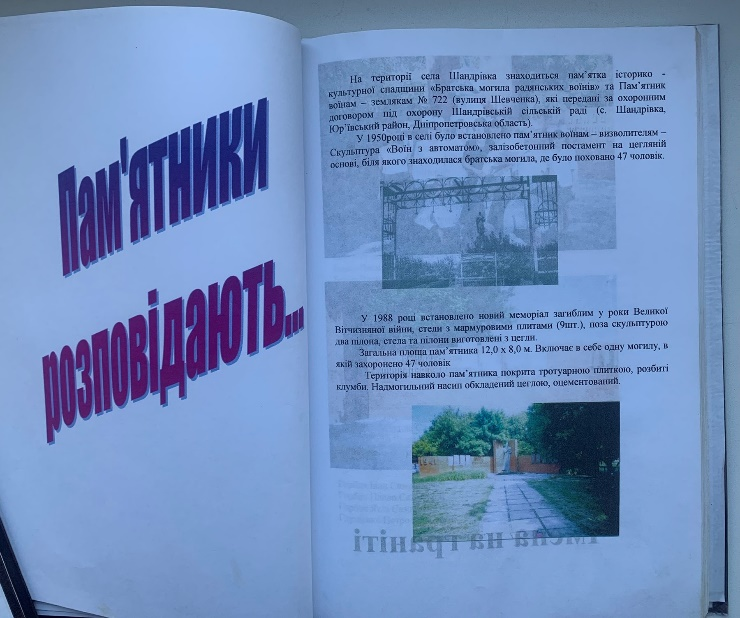 Пам'ятники
розповідають...
На території села Шандрівка знаходиться пам'ятка історико -
культурної спадщини «Братська могила радянських воїнів» та Пам'ятник
воїнам – землякам № 722 (вулиця Шевченка), які передані за охоронним
договором під охорону Шандрівській сільській раді (с. Шандрівка,
Юр'ївський район, Дніпропетровська область).
У 1950році в селі було встановлено пам'ятник воїнам – визволителям –
Скульптура «Воїн з автоматом», залізобетонний постамент на цегляній
основі, біля якого знаходилася братська могила, де було поховано 47 чоловік.
У 1988 році встановлено новий меморіал загиблим у роки Великої
Вітчизняної війни, стели з мармуровими плитами (9шт.), поза скульптурою
два пілона, стела та пілони виготовлені з цегли.
Загальна площа пам'ятника 12,0 х 8,0 м. Включає в себе одну могилу, в
якій захоронено 47 чоловік
Територія навколо пам'ятника покрита тротуарною плиткою, розбиті
клумби. Надмогильний насип обкладений цеглою, оцементований.
Імена на граніті